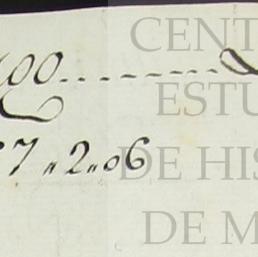 00
7 " 2 " 06
CENT
ESTU
DE HIS
DE M